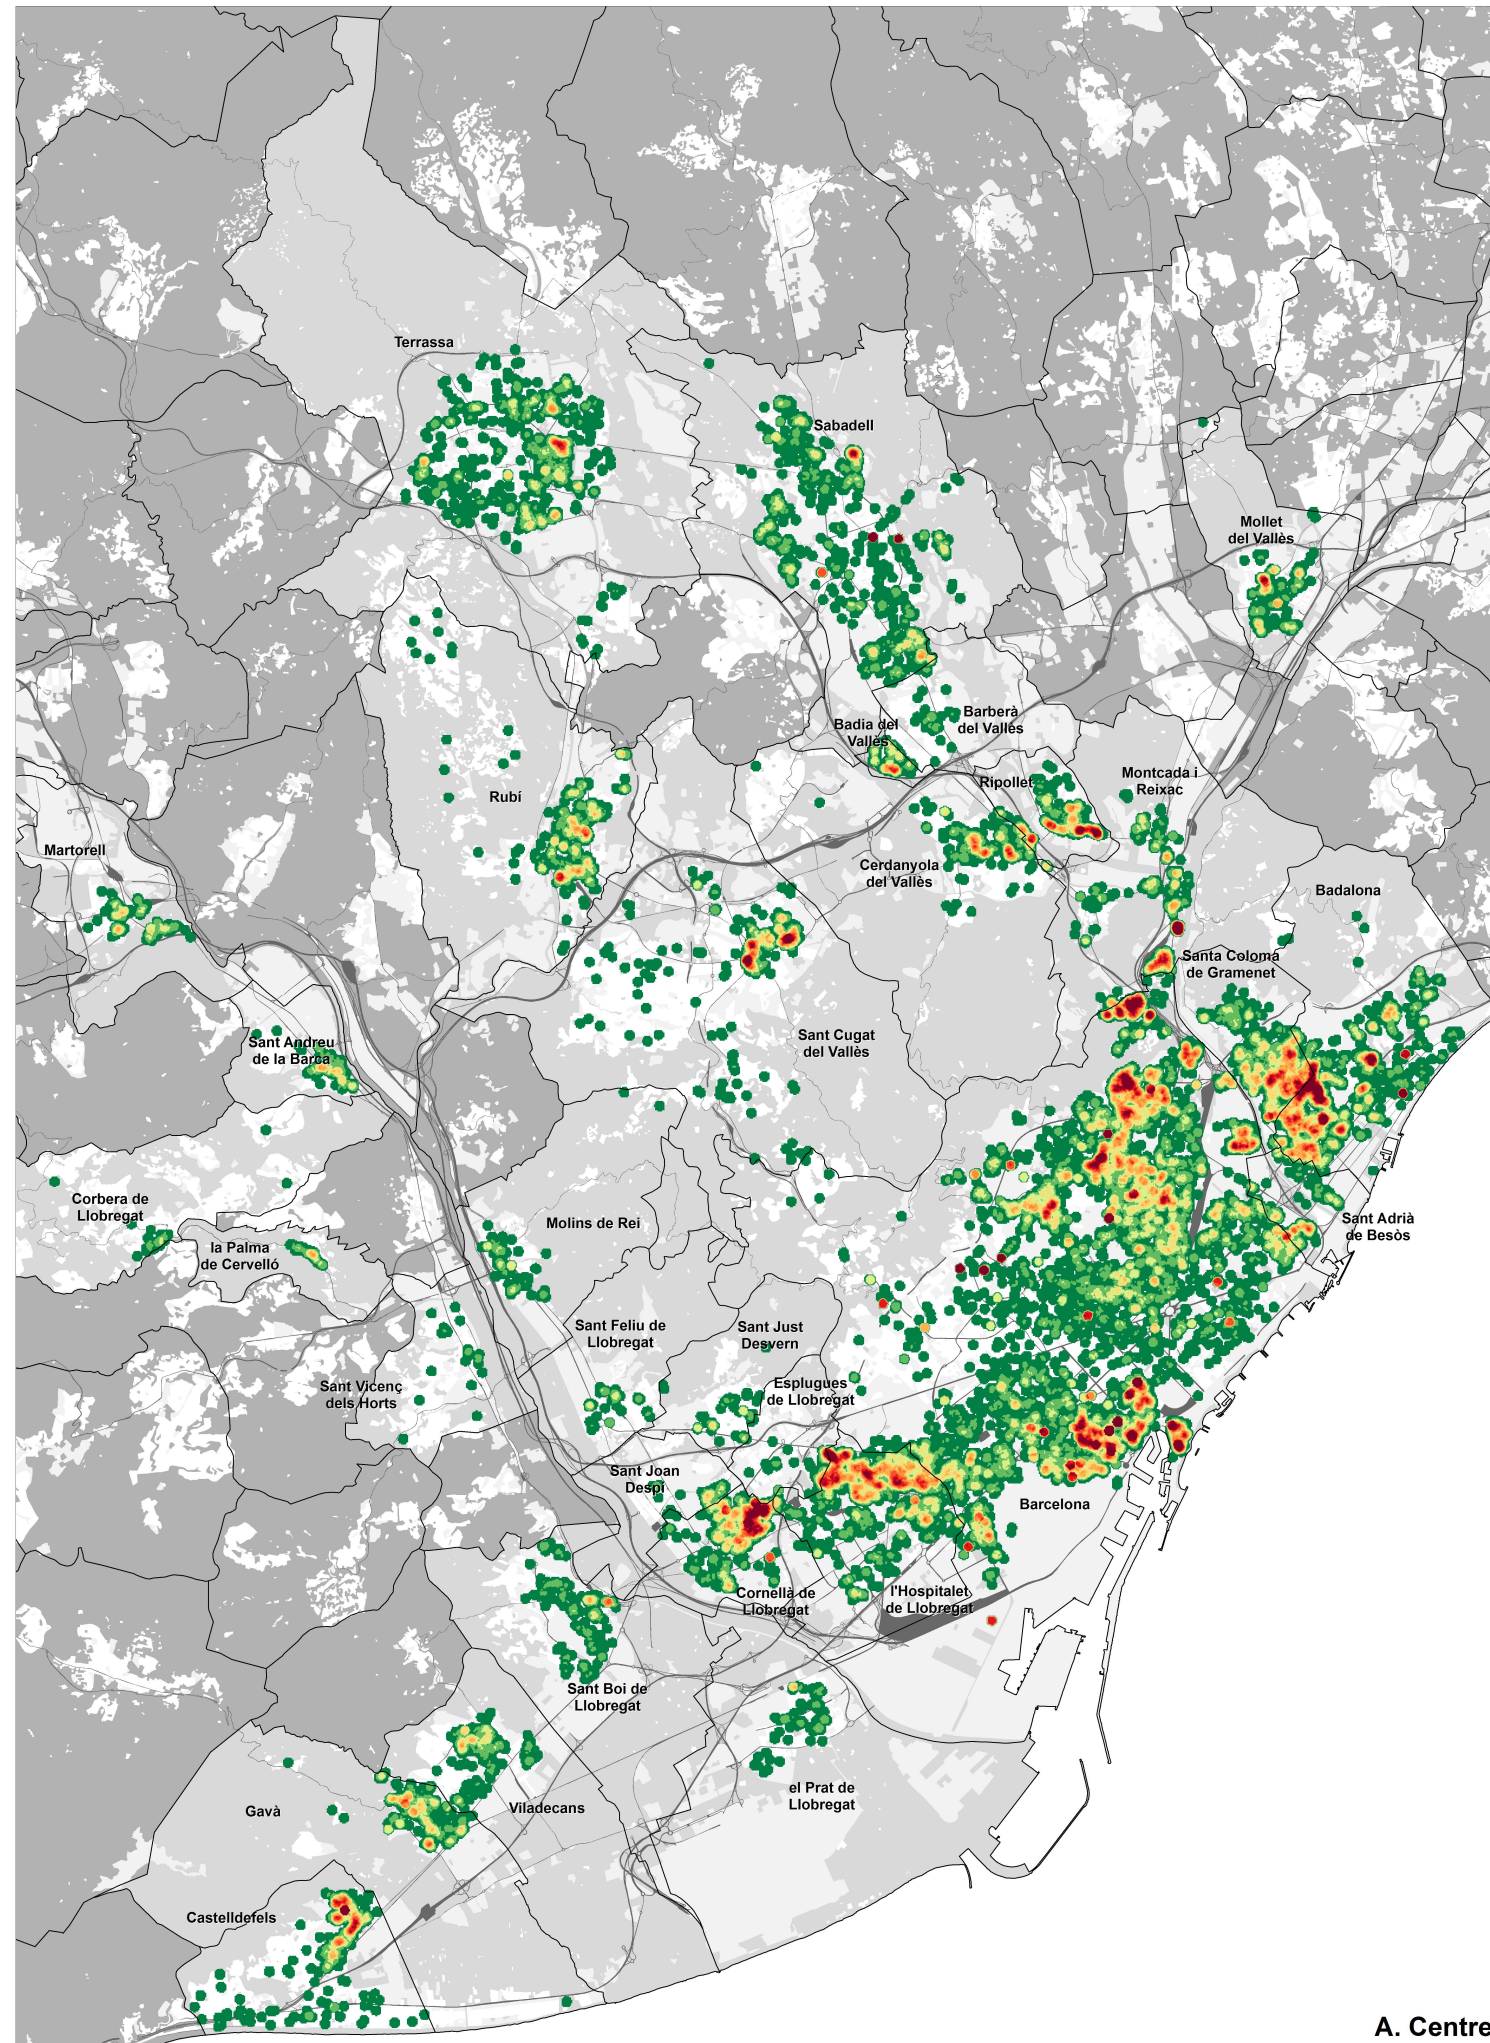 Terrassa
Sabadell
Mollet
del Vallès
Badia del
Vallès
Barberà
del Vallès
Ripollet
Montcada i
Reixac
Rubí
Martorell
Cerdanyola
del Vallès
Badalona
Santa Coloma
de Gramenet
Sant Andreu
de la Barca
Sant Cugat
del Vallès
Corbera de
Llobregat
la Palma
de Cervelló
Molins de Rei
Sant Adrià
de Besòs
Sant Feliu de
Llobregat
Sant Just
Desvern
Sant Vicenç
dels Horts
Esplugues
de Llobregat
Sant Joan
Despí
Barcelona
Cornellà de
Llobregat
l'Hospitalet
de Llobregat
Sant Boi de
Llobregat
el Prat de
Llobregat
Gavà
Viladecans
Castelldefels
A. Centre